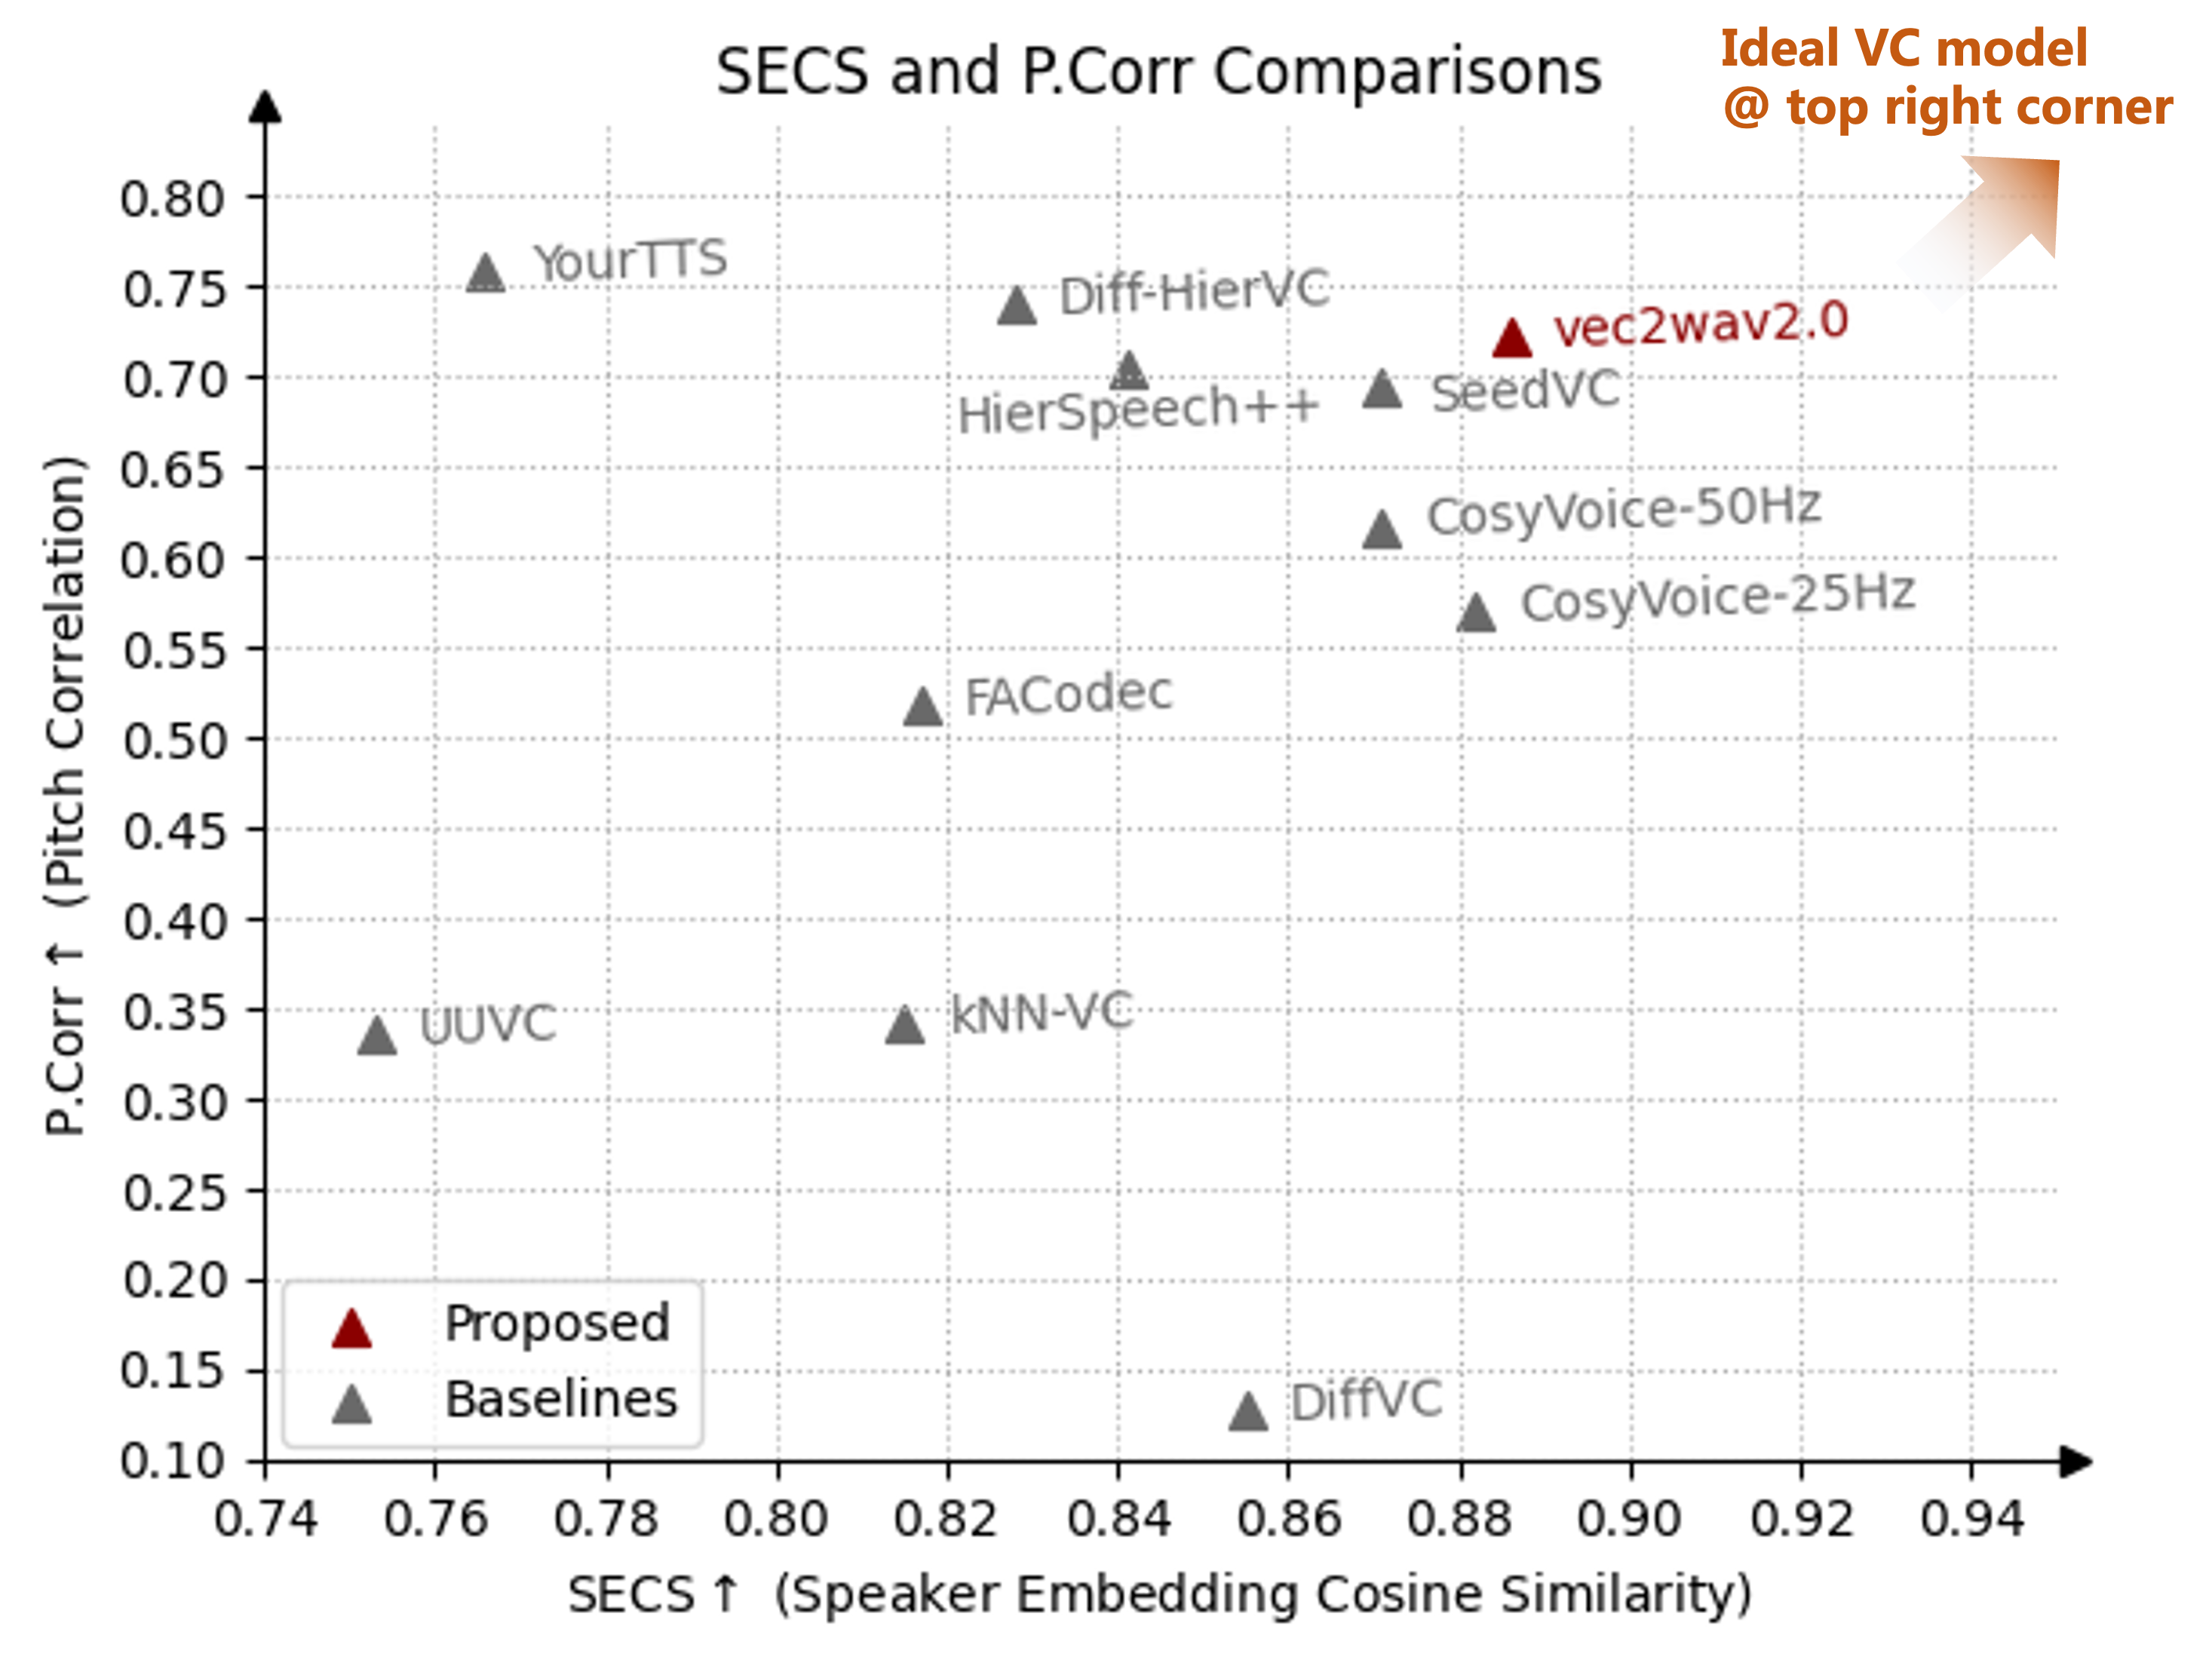 SECS and P.Corr Comparisons
Ideal VC model
@ top right corner
P.Corr ↑ (Pitch Correlation)
0.80
0.75
0.70
0.65
0.60
0.55
0.50
0.45
0.40
0.35
0.30
0.25
0.20
0.15
0.10
YourTTS
Diff-HierVC
vec2wav2.0
HierSpeech++
SeedVC
CosyVoice-50Hz
CosyVoice-25Hz
FACodec
UUVC
kNN-VC
DiffVC
Proposed
Baselines
0.74 0.76 0.78 0.80 0.82 0.84 0.86 0.88 0.90 0.92 0.94
SECS ↑ (Speaker Embedding Cosine Similarity)